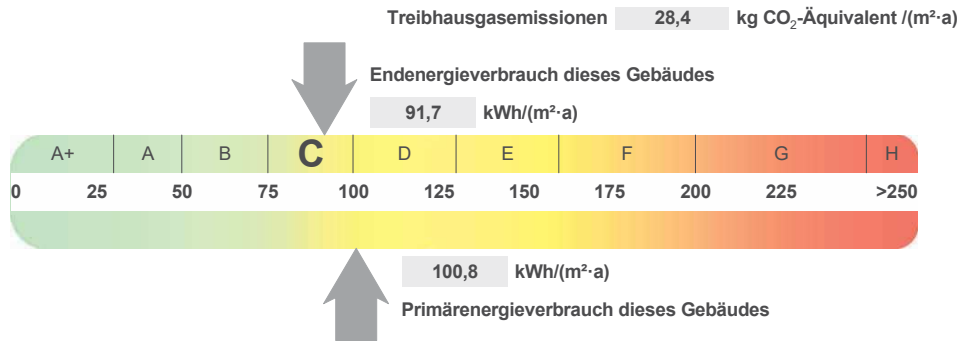 Treibhausgasemissionen 28,4 kg CO₂-Äquivalent /(m²·a)
Endenergieverbrauch dieses Gebäudes
91,7 kWh/(m²·a)
A+ A B C D E F G H
0 25 50 75 100 125 150 175 200 225 >250
100,8 kWh/(m²·a)
Primärenergieverbrauch dieses Gebäudes